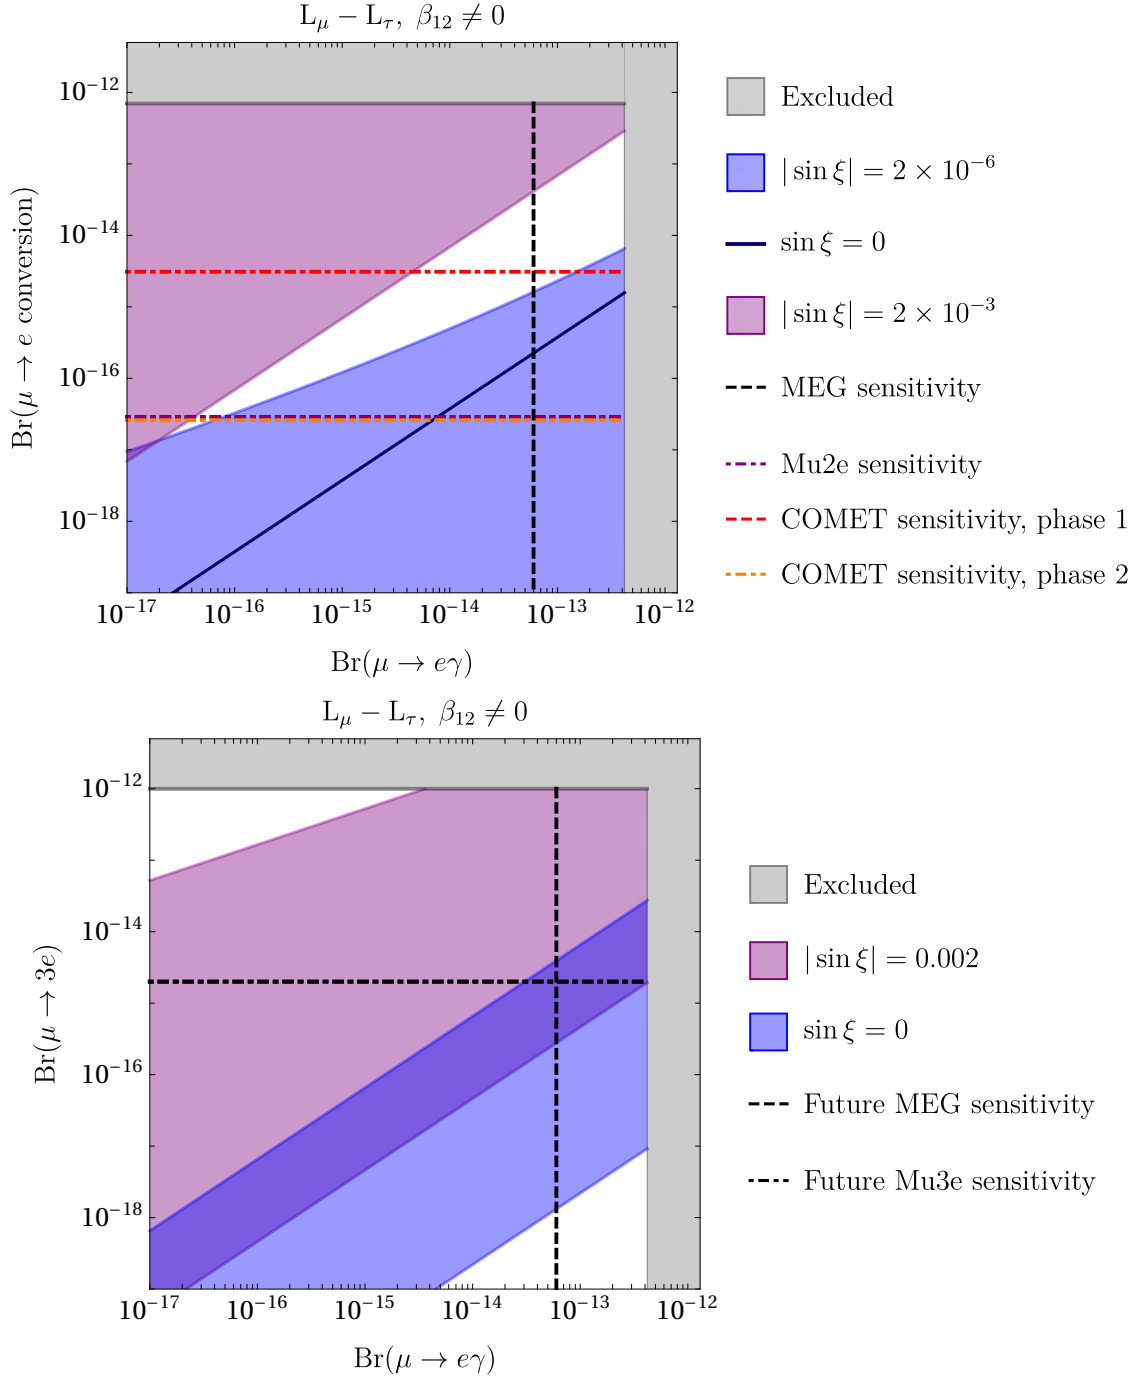 L_μ − L_τ, β₁₂ ≠ 0
Br(μ → e conversion)
10⁻¹²
10⁻¹⁴
10⁻¹⁶
10⁻¹⁸
10⁻¹⁷ 10⁻¹⁶ 10⁻¹⁵ 10⁻¹⁴ 10⁻¹³ 10⁻¹²
Br(μ → eγ)
Excluded
| sin ξ| = 2 × 10⁻⁶
sin ξ = 0
| sin ξ| = 2 × 10⁻³
MEG sensitivity
Mu2e sensitivity
COMET sensitivity, phase 1
COMET sensitivity, phase 2
L_μ − L_τ, β₁₂ ≠ 0
Br(μ → 3e)
10⁻¹²
10⁻¹⁴
10⁻¹⁶
10⁻¹⁸
10⁻¹⁷ 10⁻¹⁶ 10⁻¹⁵ 10⁻¹⁴ 10⁻¹³ 10⁻¹²
Br(μ → eγ)
Excluded
| sin ξ| = 0.002
sin ξ = 0
Future MEG sensitivity
Future Mu3e sensitivity